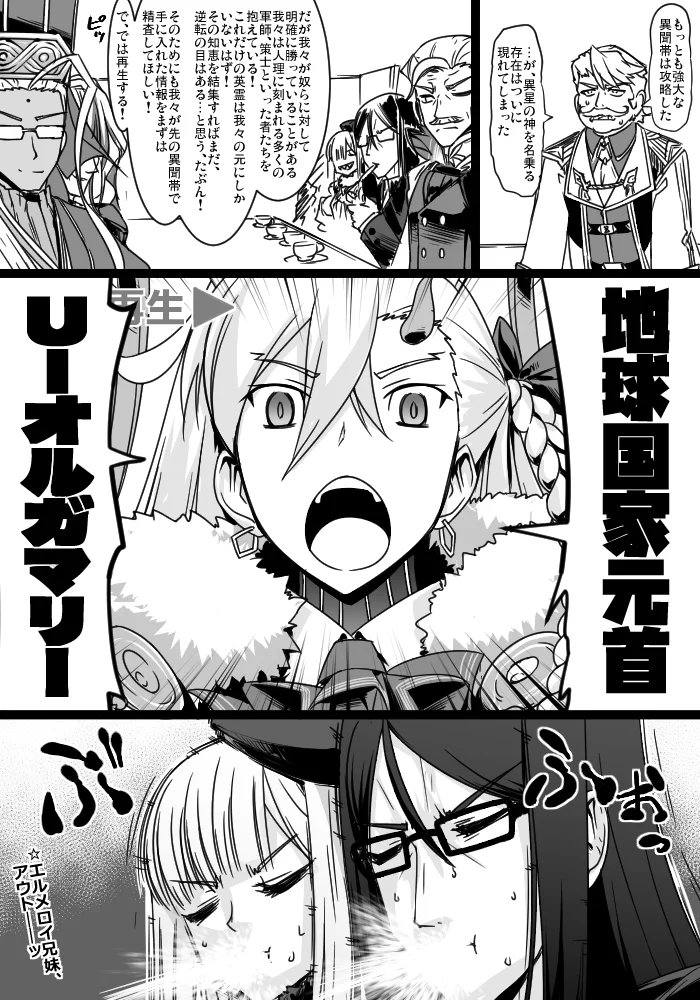 もっとも強大な
異聞帯は攻略した
…が、異星の神を名乗る
存在はついに
現れてしまった
だが我々が奴らに対して
明確に勝っていることがある
我々は人理に刻まれる多くの
軍師、策士といった者たちを
抱えている！
これだけの英霊は我々の元にしか
いないはず！
その知恵を結集すればまだ、
逆転の目はある…と思う、たぶん！
そのためにも我々が先の異聞帯で
手に入れた情報をまずは
精査してほしい！
で、では再生する！
ピッ
再生▶
地球国家元首
U－オルガマリー
ふぉっ
ぶっ
☆エルメロイ兄妹、
アウト――ッ